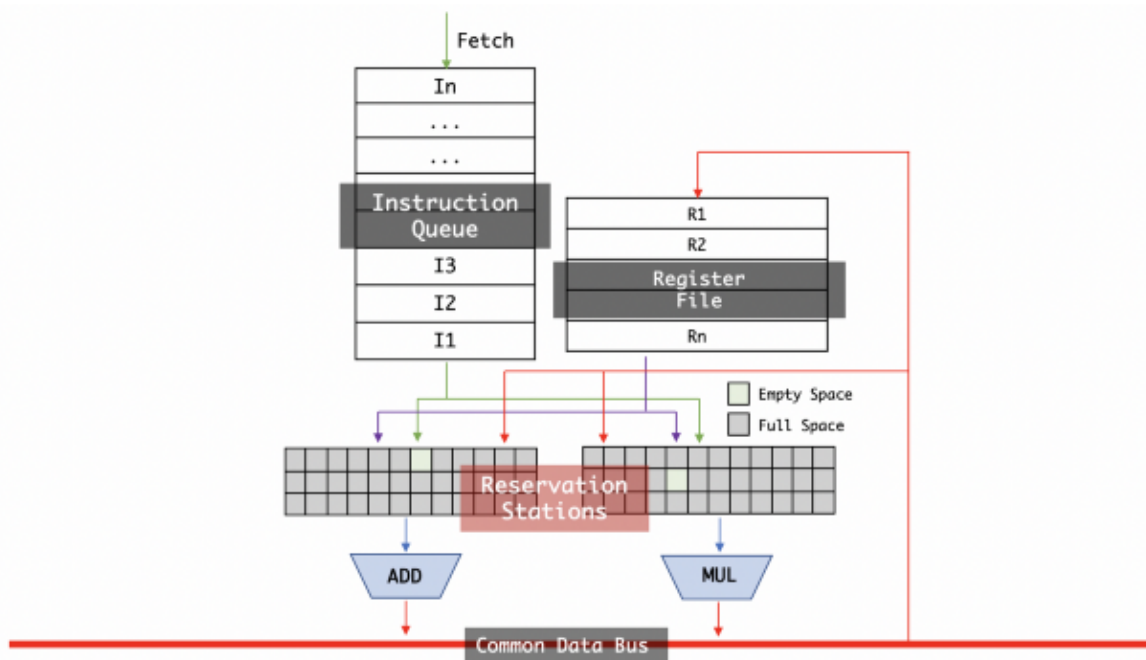 Fetch
In
...
...
Instruction
Queue
I3
I2
I1
R1
R2
Register
File
Rn
Empty Space
Full Space
Reservation
Stations
ADD
MUL
Common Data Bus